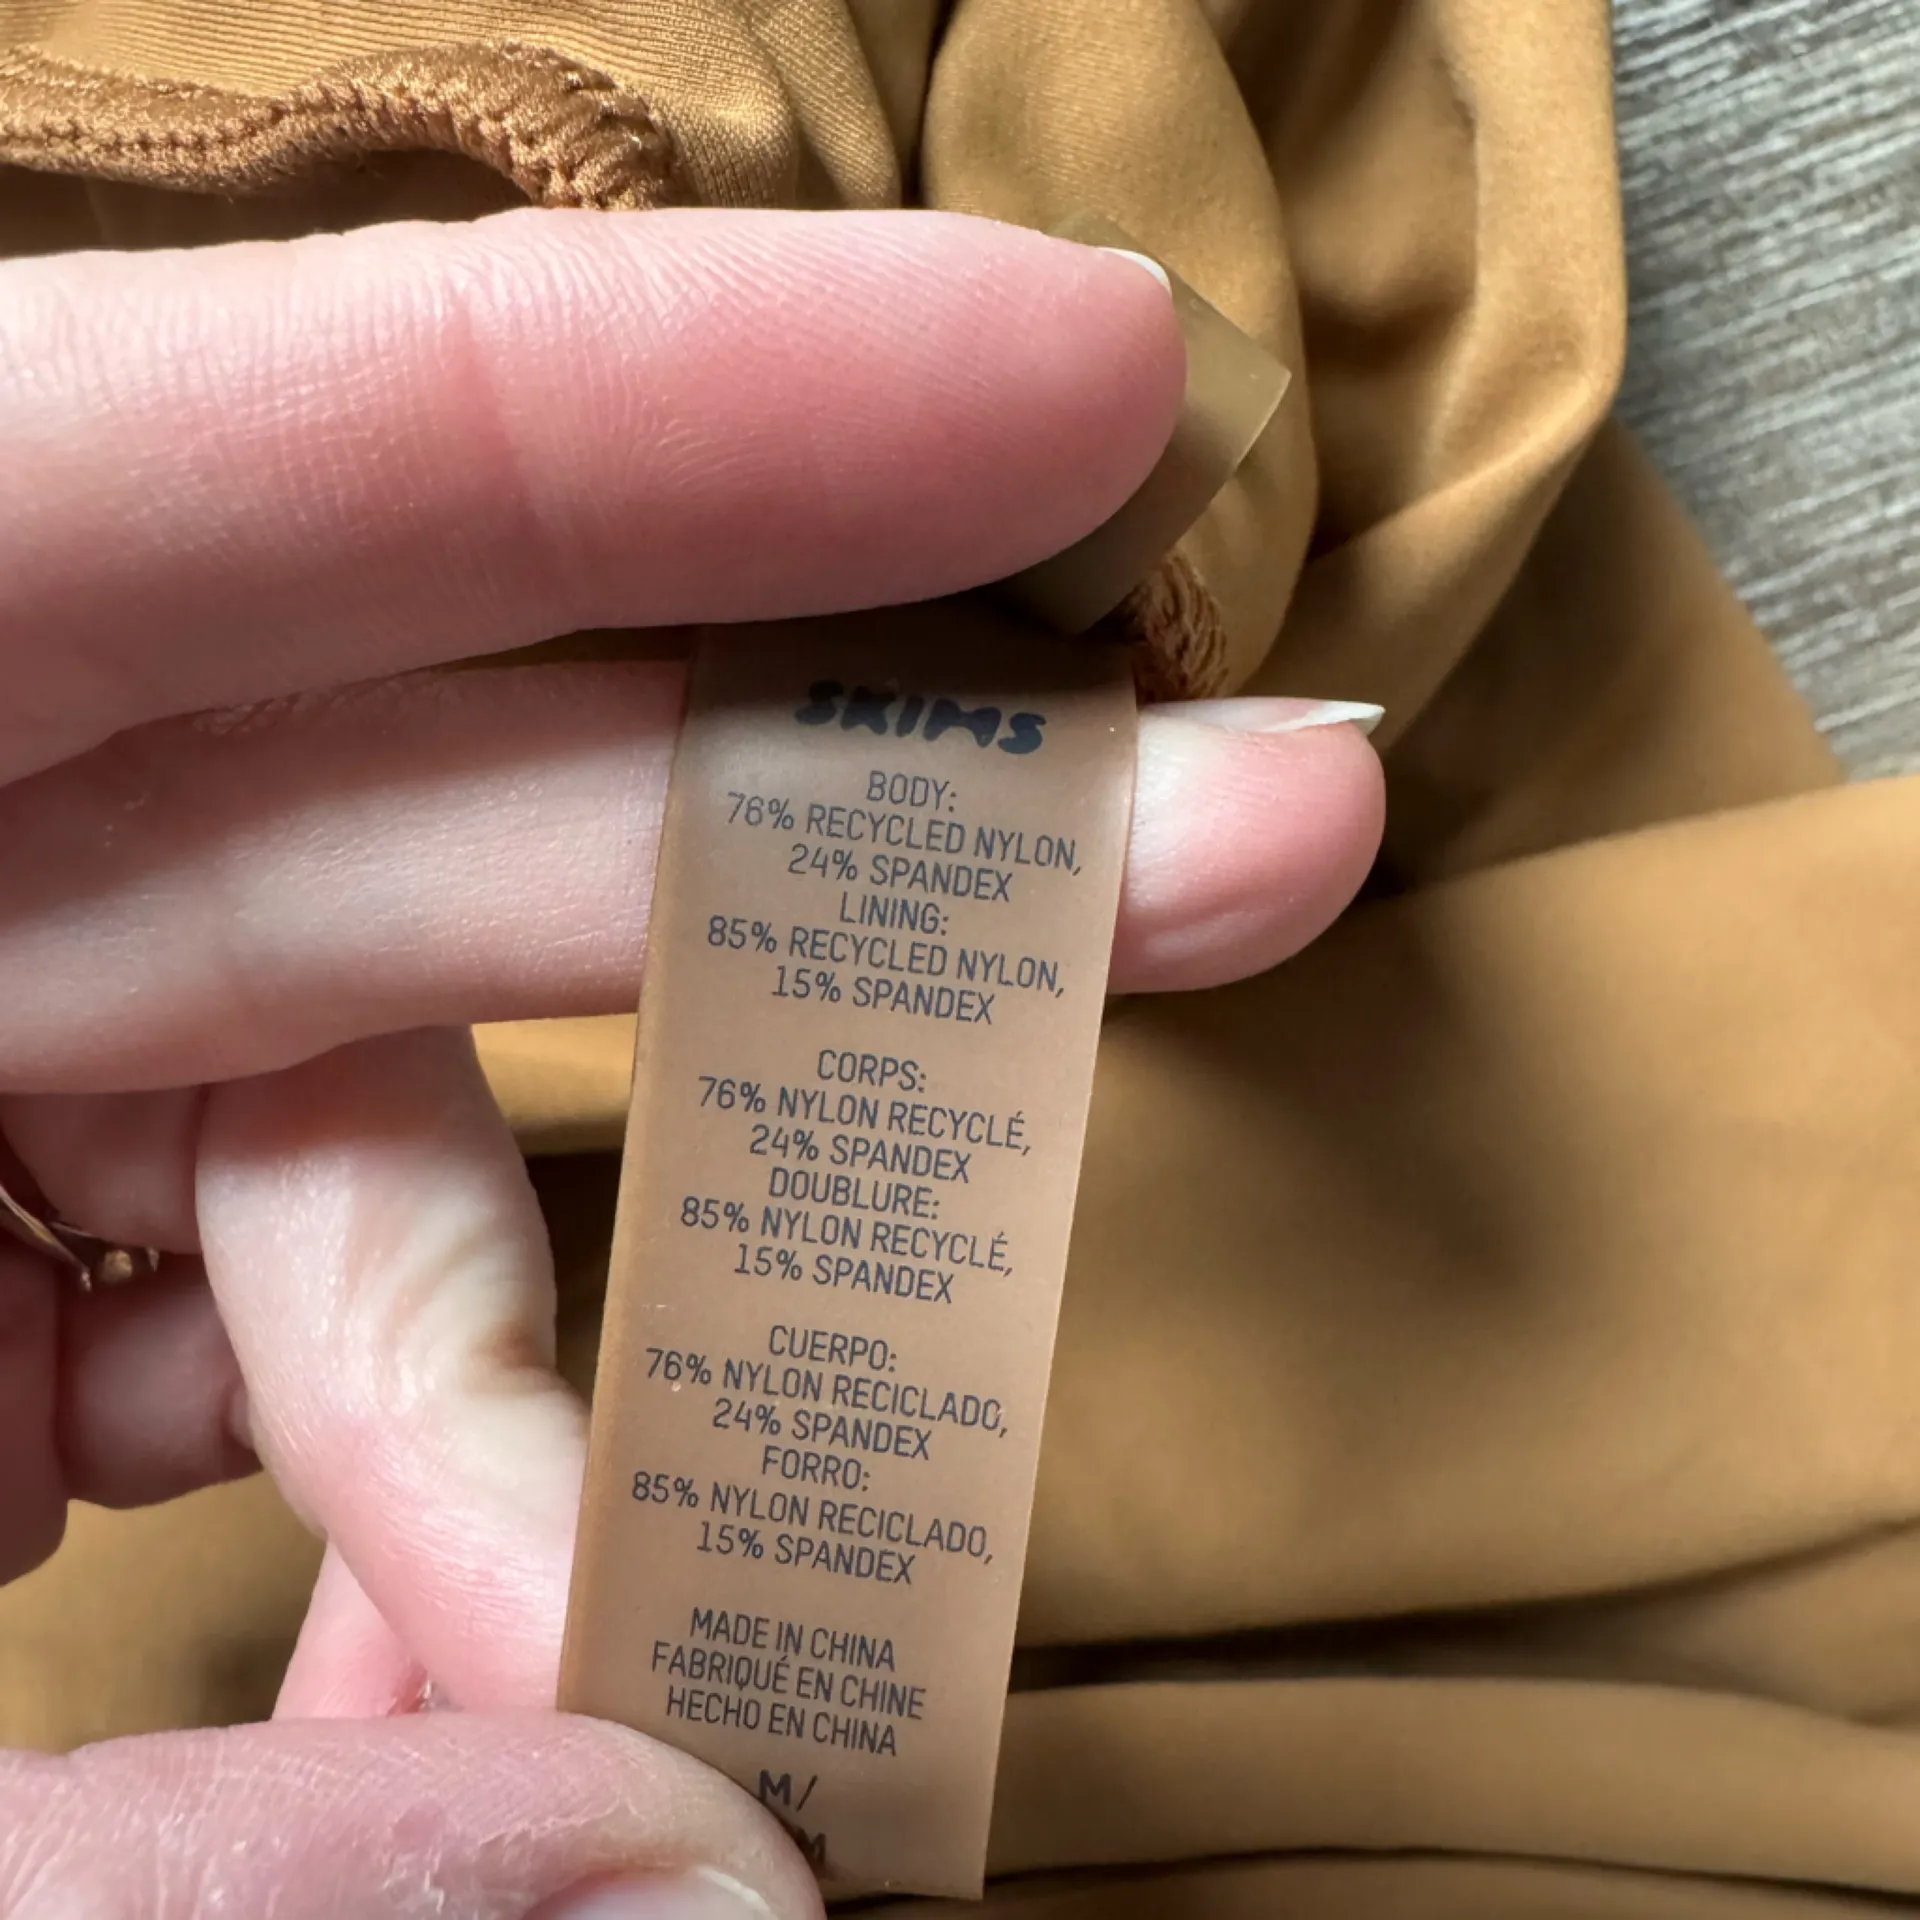 SKIMS
BODY:
76% RECYCLED NYLON,
24% SPANDEX
LINING:
85% RECYCLED NYLON,
15% SPANDEX
CORPS:
76% NYLON RECYCLÉ,
24% SPANDEX
DOUBLURE:
85% NYLON RECYCLÉ,
15% SPANDEX
CUERPO:
76% NYLON RECICLADO,
24% SPANDEX
FORRO:
85% NYLON RECICLADO,
15% SPANDEX
MADE IN CHINA
FABRIQUÉ EN CHINE
HECHO EN CHINA
M/